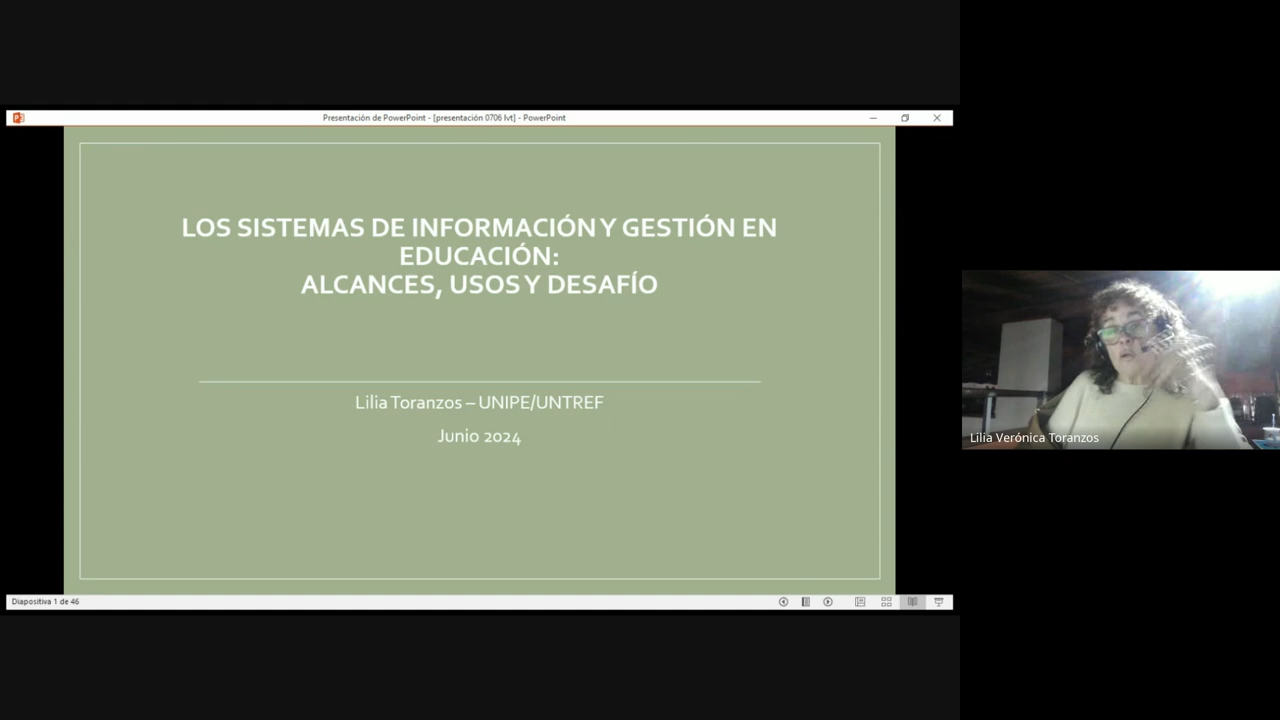 Presentación de PowerPoint - [presentación 0706 lvt] - PowerPoint
LOS SISTEMAS DE INFORMACIÓN Y GESTIÓN EN
EDUCACIÓN:
ALCANCES, USOS Y DESAFÍO
Lilia Toranzos – UNIPE/UNTREF
Junio 2024
Lilia Verónica Toranzos
Diapositiva 1 de 46